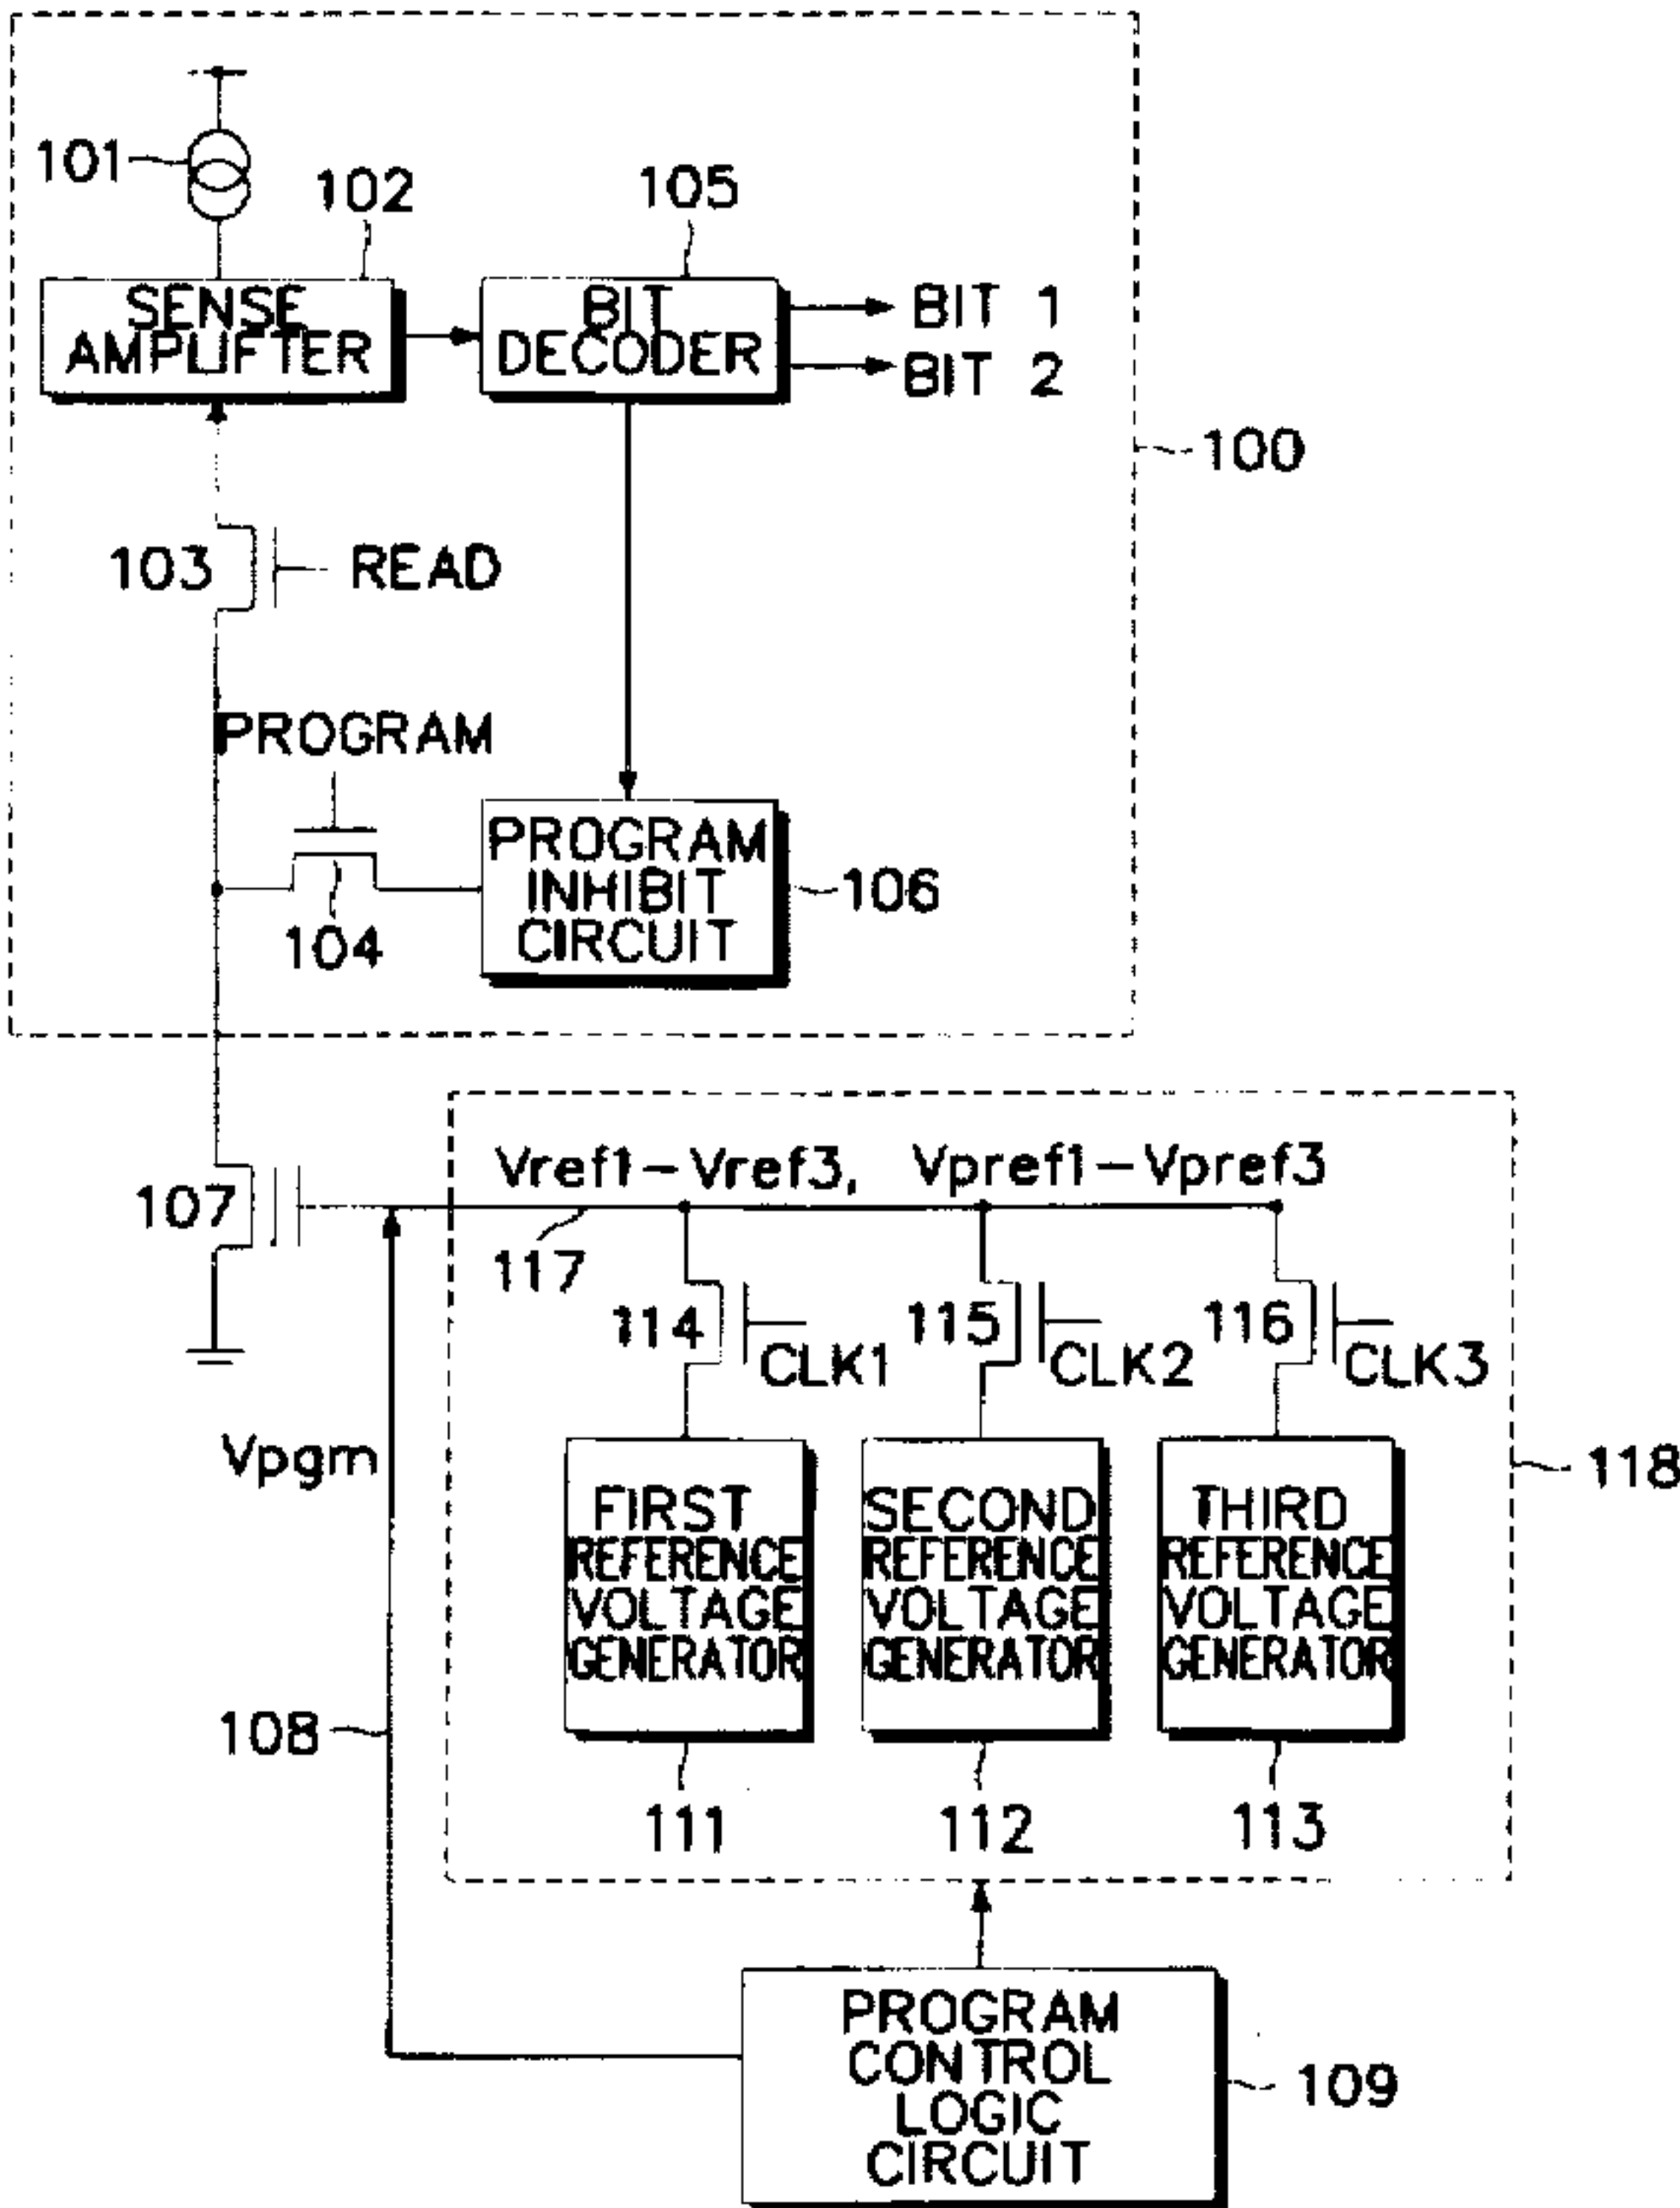 101
102
105
SENSE
AMPLIFTER
BIT
DECODER
BIT 1
BIT 2
100
103
READ
PROGRAM
104
PROGRAM
INHIBIT
CIRCUIT
106
107
Vref1-Vref3, Vpref1-Vpref3
117
114
CLK1
115
CLK2
116
CLK3
Vpgm
118
FIRST
REFERENCE
VOLTAGE
GENERATOR
SECOND
REFERENCE
VOLTAGE
GENERATOR
THIRD
REFERENCE
VOLTAGE
GENERATOR
108
111
112
113
PROGRAM
CONTROL
LOGIC
CIRCUIT
109